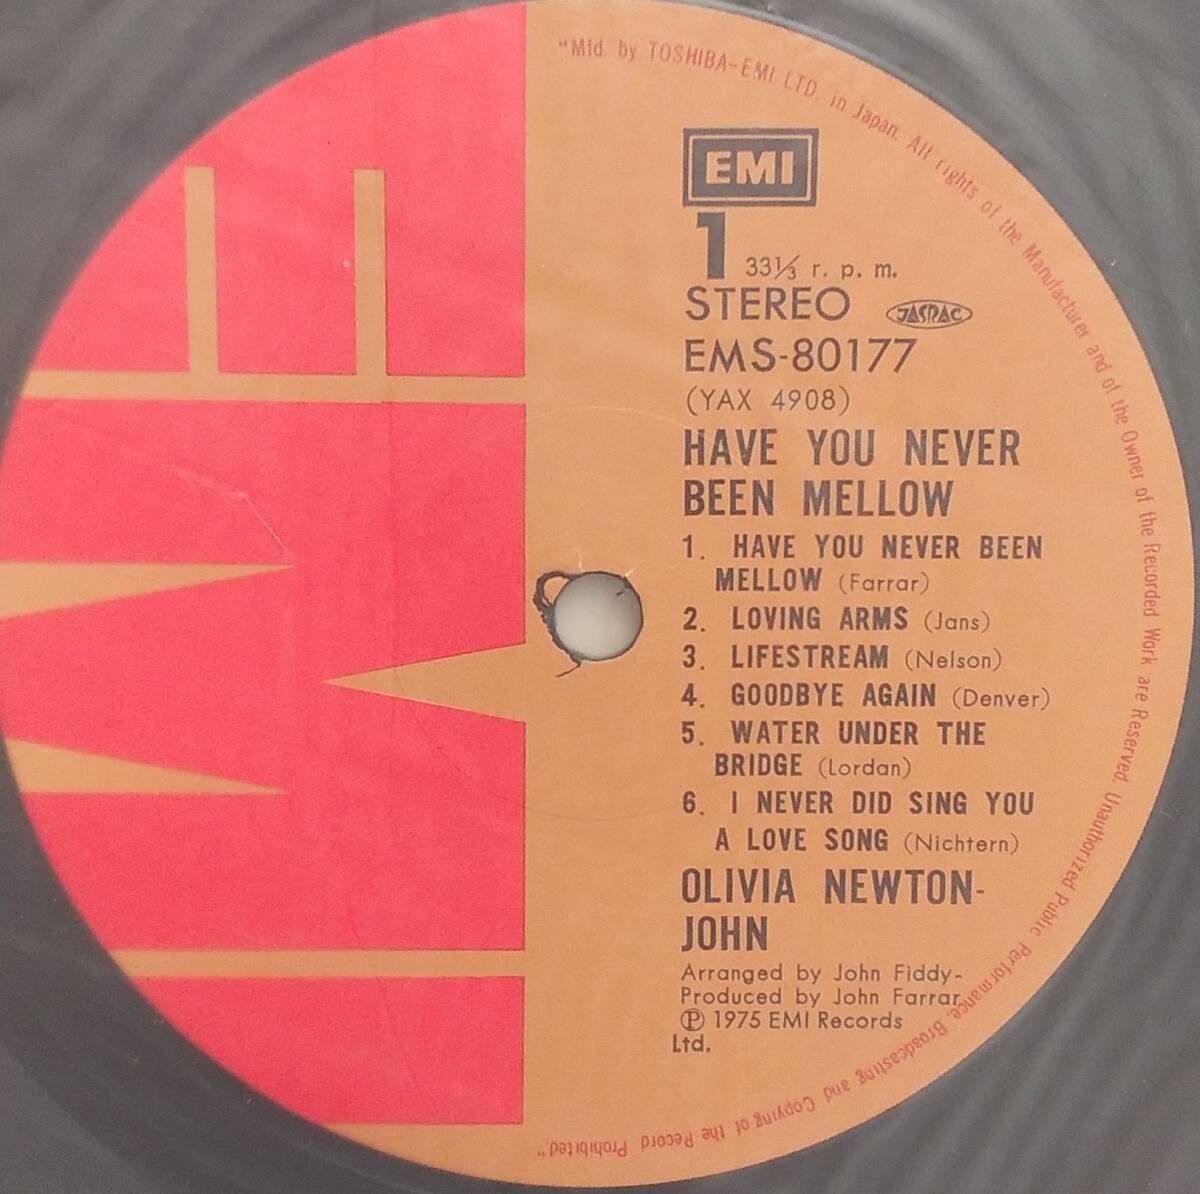 "Mfd. by TOSHIBA-EMI LTD. in Japan. All rights of the Manufacturer and of the Owner of the Recorded Work are Reserved. Unauthorized Public Performance, Broadcasting and Copying of the Record Prohibited"
EMI
1 33⅓ r. p. m.
STEREO JASRAC
EMS-80177
(YAX 4908)
HAVE YOU NEVER
BEEN MELLOW
1. HAVE YOU NEVER BEEN
MELLOW (Farrar)
2. LOVING ARMS (Jans)
3. LIFESTREAM (Nelson)
4. GOODBYE AGAIN (Denver)
5. WATER UNDER THE
BRIDGE (Lordan)
6. I NEVER DID SING YOU
A LOVE SONG (Nichtern)
OLIVIA NEWTON-
JOHN
Arranged by John Fiddy-
Produced by John Farrar
Ⓟ 1975 EMI Records
Ltd.